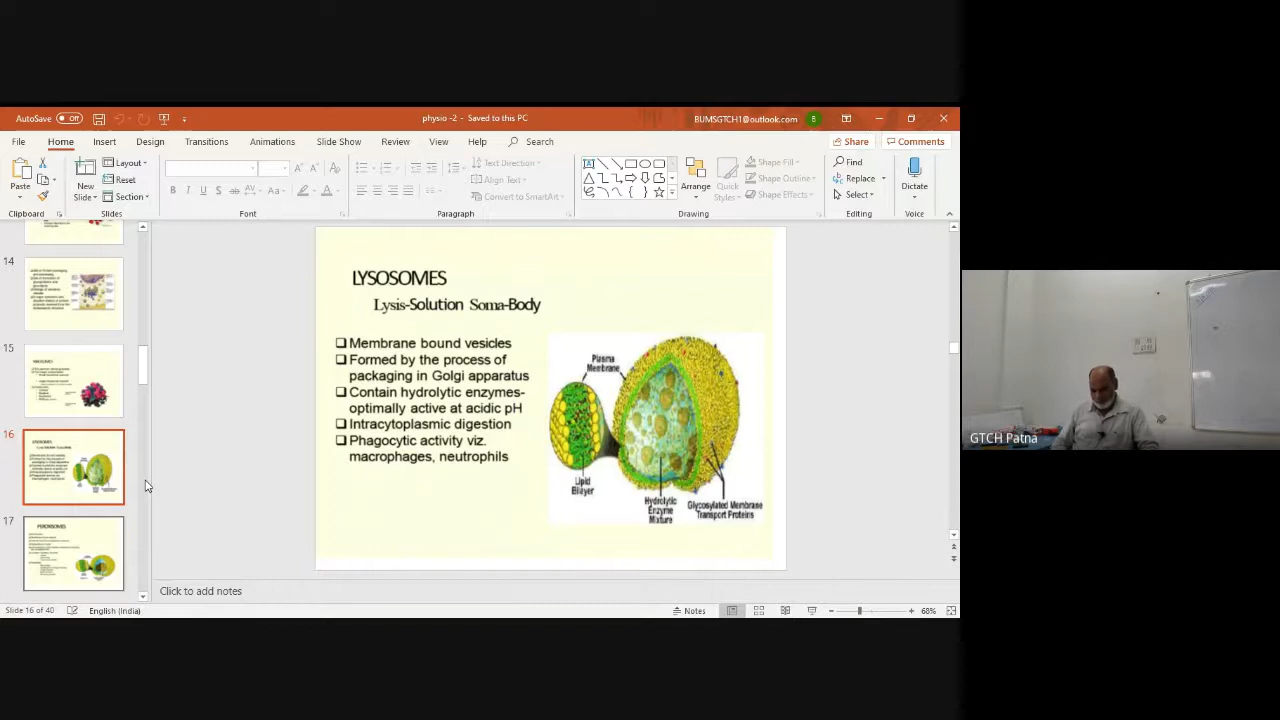 AutoSave Off
physio -2 - Saved to this PC
BUMSGTCH1@outlook.com
B
File Home Insert Design Transitions Animations Slide Show Review View Help Search
Share Comments
Paste
New
Slide
Layout
Reset
Section
Text Direction
Align Text
Convert to SmartArt
Arrange
Quick
Styles
Shape Fill
Shape Outline
Shape Effects
Find
Replace
Select
Dictate
Clipboard Slides Font Paragraph Drawing Editing Voice
14
15
16
17
LYSOSOMES
Lysis-Solution Soma-Body
Membrane bound vesicles
Formed by the process of
packaging in Golgi apparatus
Contain hydrolytic enzymes-
optimally active at acidic pH
Intracytoplasmic digestion
Phagocytic activity viz.
macrophages, neutrophils
Plasma
Membrane
Lipid
Bilayer
Hydrolytic
Enzyme
Mixture
Glycosylated Membrane
Transport Proteins
Click to add notes
Slide 16 of 40 English (India) Notes 68%
GTCH Patna